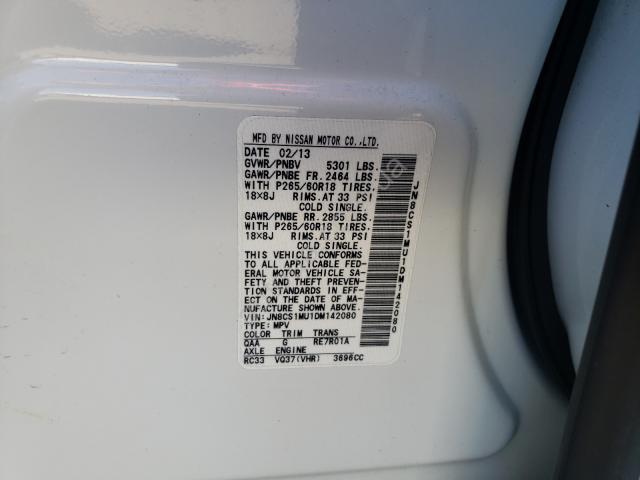 MFD BY NISSAN MOTOR CO.,LTD.
DATE 02/13
GVWR/PNBV 5301 LBS.
GAWR/PNBE FR. 2464 LBS.
WITH P265/60R18 TIRES.
18×8J RIMS.AT 33 PSI
COLD SINGLE.
GAWR/PNBE RR. 2855 LBS.
WITH P265/60R18 TIRES.
18×8J RIMS.AT 33 PSI
COLD SINGLE.
THIS VEHICLE CONFORMS
TO ALL APPLICABLE FED-
ERAL MOTOR VEHICLE SA-
FETY AND THEFT PREVEN-
TION STANDARDS IN EFF-
ECT ON THE DATE OF MA-
NUFACTURE SHOWN ABOVE.
VIN:JN8CS1MU1DM142080
TYPE:MPV
COLOR TRIM TRANS
QAA G RE7R01A
AXLE ENGINE
RC33 VQ37(VHR) 3696CC
JN8CS1MU1DM142080